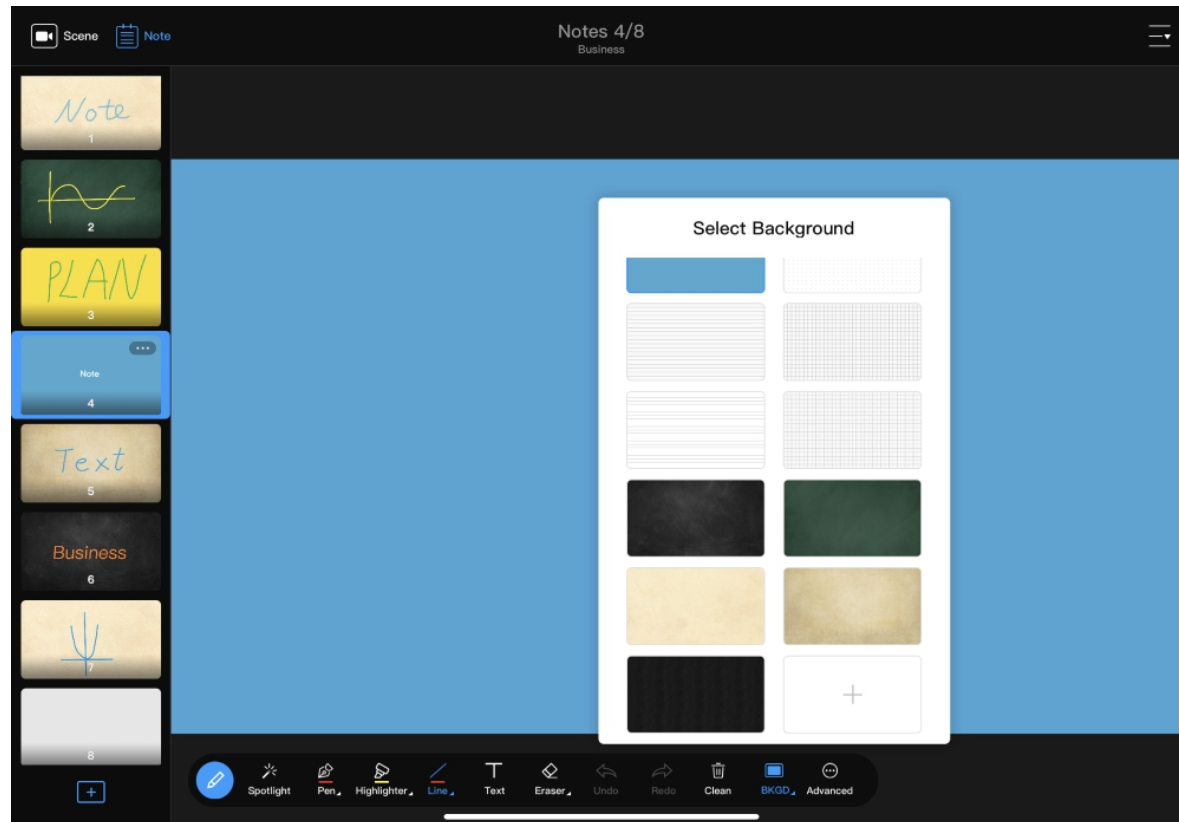 Scene
Note
Notes 4/8
Business
Note
1
2
PLAN
3
Note
4
Text
5
Business
6
7
8
Select Background
Spotlight
Pen
Highlighter
Line
Text
Eraser
Undo
Redo
Clean
BKGD
Advanced